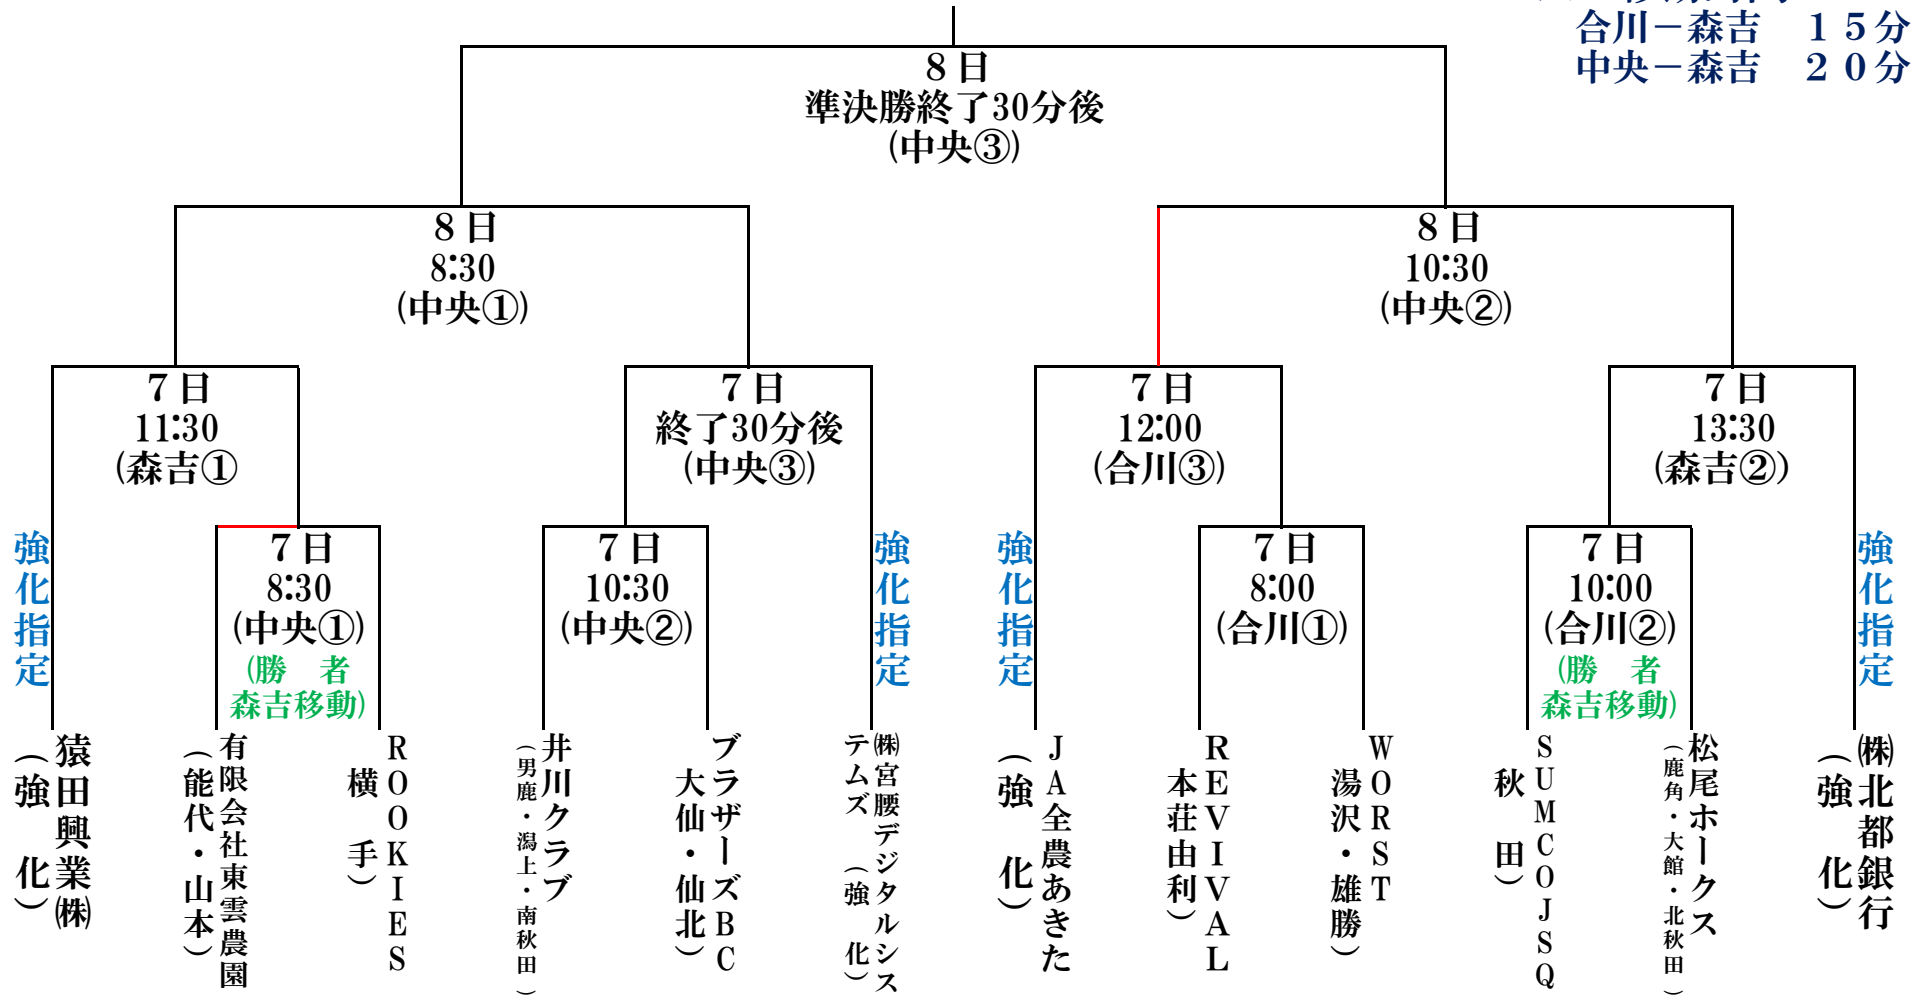 合川－森吉　１５分
中央－森吉　２０分
８日
準決勝終了30分後
(中央③)
８日
8:30
(中央①)
８日
10:30
(中央②)
７日
11:30
(森吉①
７日
終了30分後
(中央③)
７日
12:00
(合川③)
７日
13:30
(森吉②)
強化指定
７日
8:30
(中央①)
(勝　者
森吉移動)
７日
10:30
(中央②)
強化指定
強化指定
７日
8:00
(合川①)
７日
10:00
(合川②)
(勝　者
森吉移動)
強化指定
猿田興業㈱
(強　化)
有限会社東雲農園
(能代・山本)
ＲＯＯＫＩＥＳ
横　手)
井川クラブ
(男鹿・潟上・南秋田)
ブラザーズＢＣ
大仙・仙北)
㈱宮腰デジタルシス
テムズ　(強　化)
ＪＡ全農あきた
(強　化)
ＲＥＶＩＶＡＬ
本荘由利)
ＷＯＲＳＴ
湯沢・雄勝)
ＳＵＭＣＯＪＳＱ
秋　田)
松尾ホークス
(鹿角・大館・北秋田)
㈱北都銀行
(強　化)